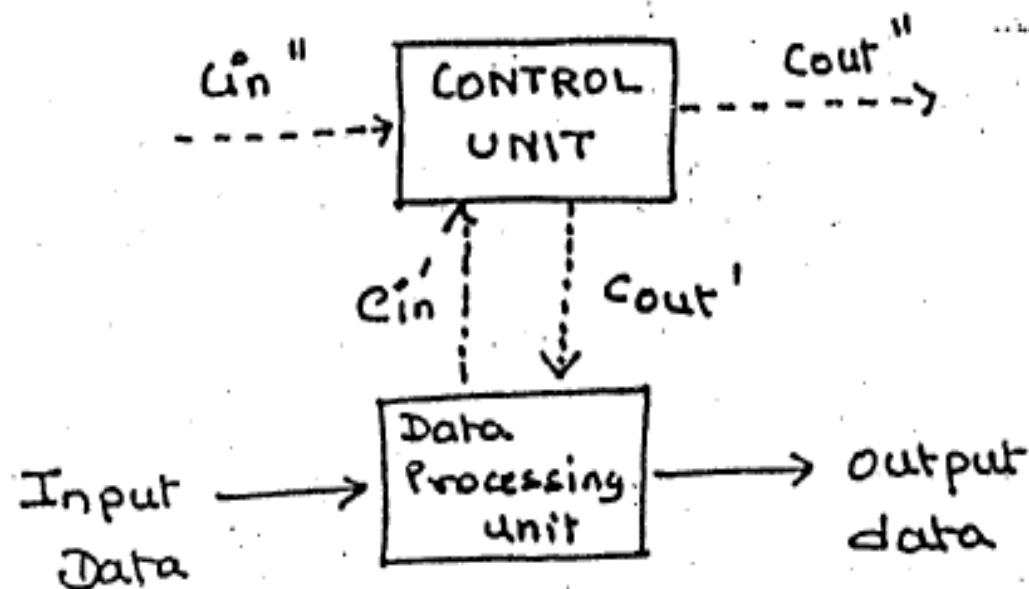 Cin"
CONTROL
UNIT
Cout"
Cin'
Cout'
Data
Processing
unit
Input
Data
output
data